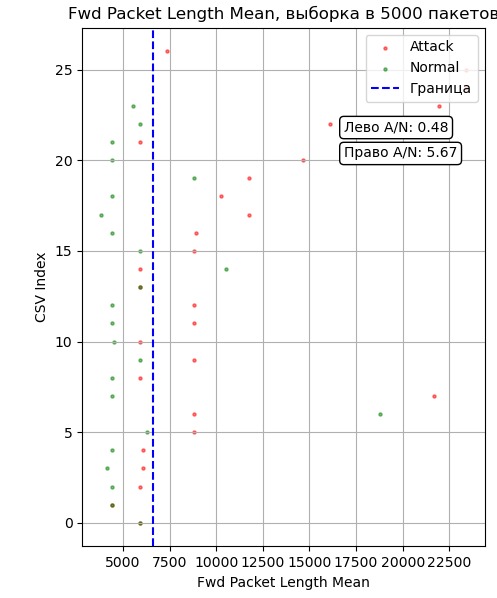 Fwd Packet Length Mean, выборка в 5000 пакетов
Attack
Normal
Граница
Лево A/N: 0.48
Право A/N: 5.67
25
20
15
10
5
0
CSV Index
5000 7500 10000 12500 15000 17500 20000 22500
Fwd Packet Length Mean